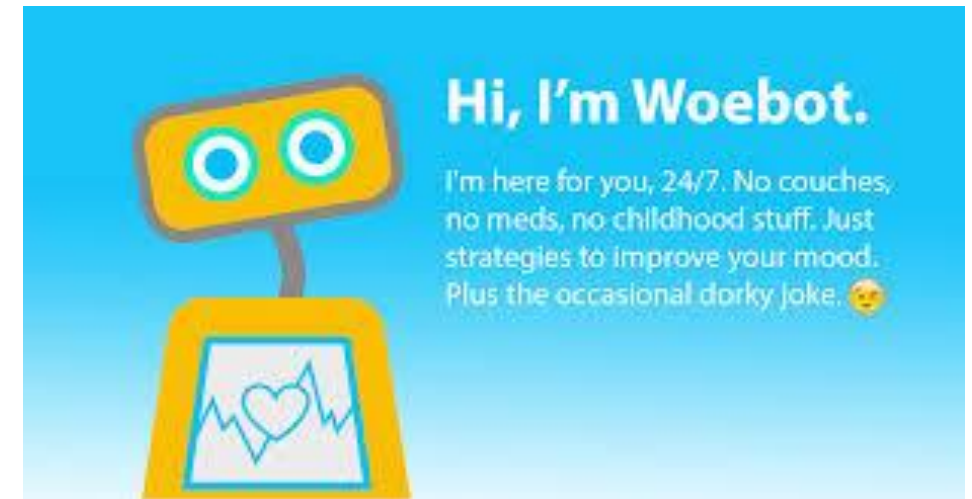 Hi, I'm Woebot.
I'm here for you, 24/7. No couches,
no meds, no childhood stuff. Just
strategies to improve your mood.
Plus the occasional dorky joke. 😉